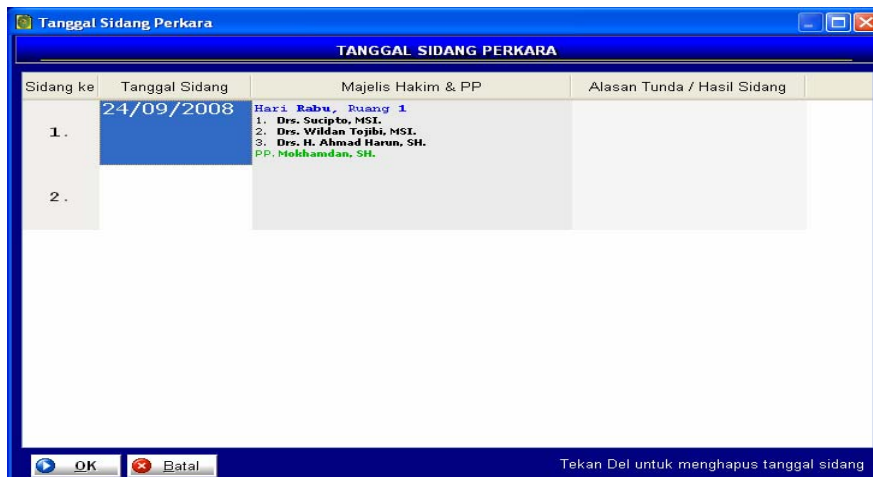 Tanggal Sidang Perkara
TANGGAL SIDANG PERKARA
Sidang ke Tanggal Sidang Majelis Hakim & PP Alasan Tunda / Hasil Sidang
1. 24/09/2008
Hari Rabu, Ruang 1
1. Drs. Sucipto, MSI.
2. Drs. Wildan Tojibi, MSI.
3. Drs. H. Ahmad Harun, SH.
PP. Mokhamdan, SH.
2.
OK Batal Tekan Del untuk menghapus tanggal sidang